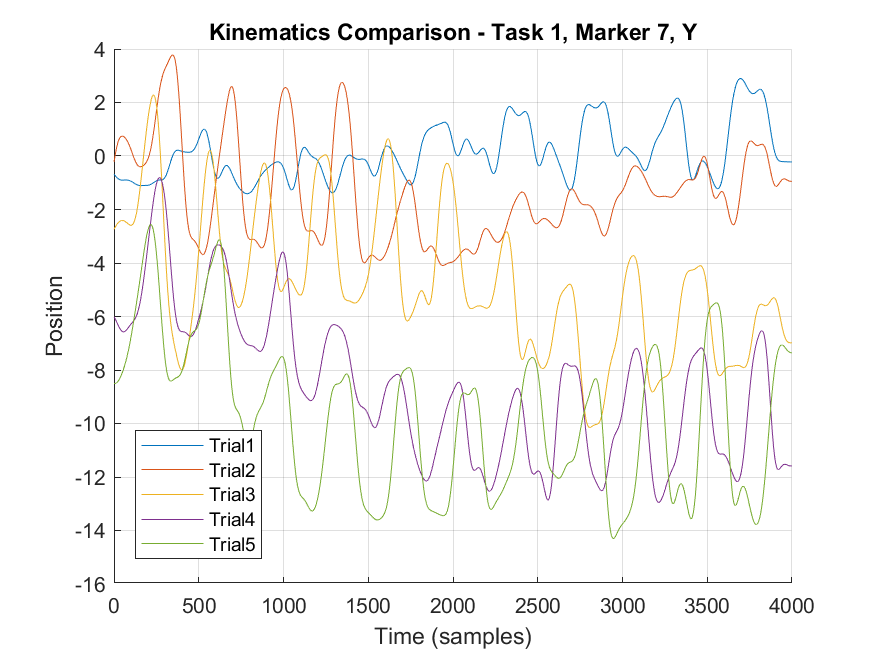 Kinematics Comparison - Task 1, Marker 7, Y
4
2
0
-2
-4
-6
-8
-10
-12
-14
-16
Position
Trial1
Trial2
Trial3
Trial4
Trial5
0 500 1000 1500 2000 2500 3000 3500 4000
Time (samples)